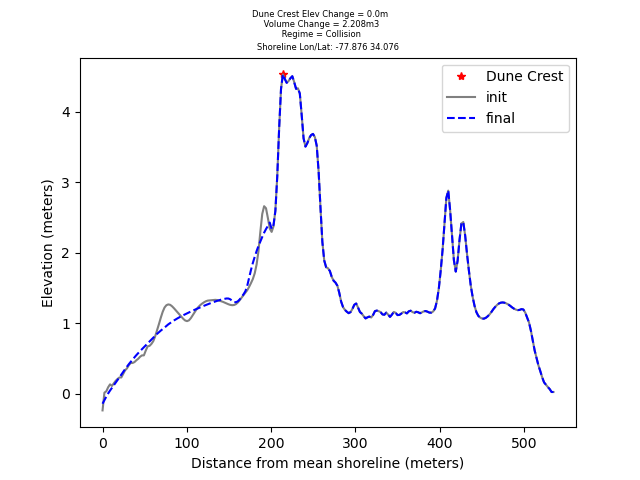 Dune Crest Elev Change = 0.0m
Volume Change = 2.208m3
Regime = Collision
Shoreline Lon/Lat: -77.876 34.076
Dune Crest
init
final
4
3
2
1
0
Elevation (meters)
0 100 200 300 400 500
Distance from mean shoreline (meters)